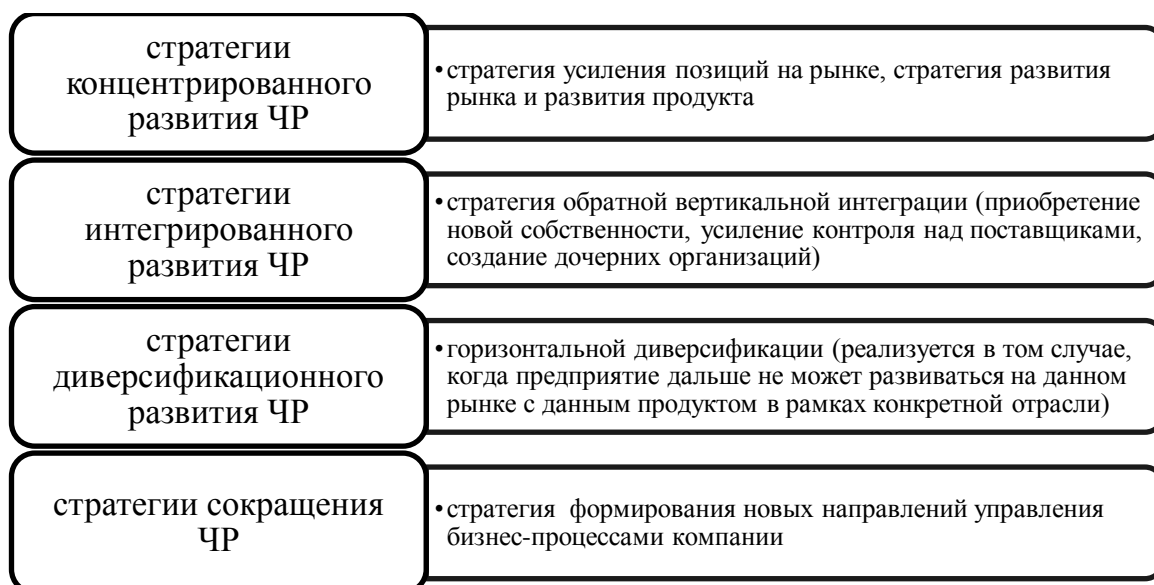 стратегии
концентрированного
развития ЧР
•стратегия усиления позиций на рынке, стратегия развития
рынка и развития продукта
стратегии
интегрированного
развития ЧР
•стратегия обратной вертикальной интеграции (приобретение
новой собственности, усиление контроля над поставщиками,
создание дочерних организаций)
стратегии
диверсификационного
развития ЧР
•горизонтальной диверсификации (реализуется в том случае,
когда предприятие дальше не может развиваться на данном
рынке с данным продуктом в рамках конкретной отрасли)
стратегии сокращения
ЧР
•стратегия формирования новых направлений управления
бизнес-процессами компании